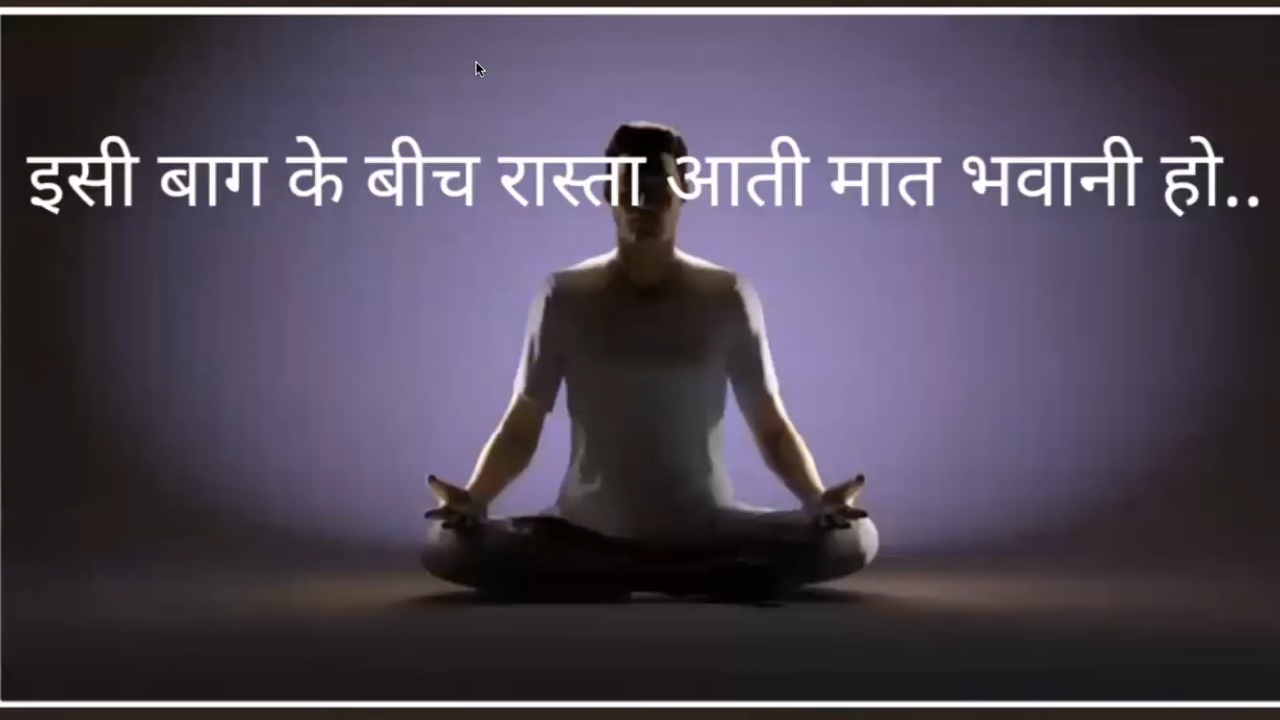 इसी बाग के बीच रास्ता आती मात भवानी हो..